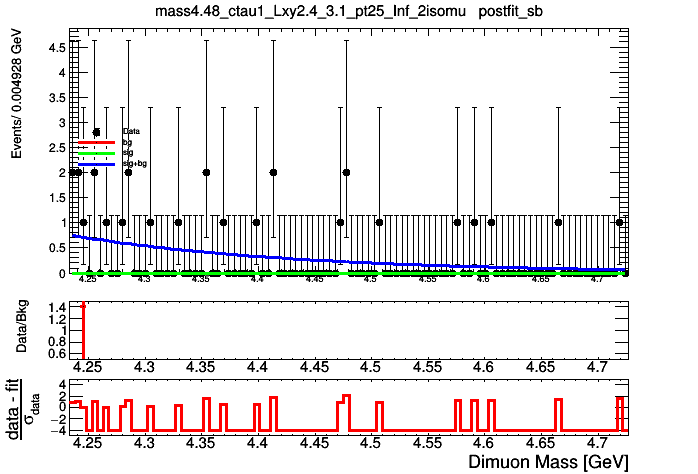 mass4.48_ctau1_Lxy2.4_3.1_pt25_Inf_2isomu postfit_sb
Events/ 0.004928 GeV
4.5
4
3.5
3
2.5
2
1.5
1
0.5
0
Data
bg
sig
sig+bg
4.25 4.3 4.35 4.4 4.45 4.5 4.55 4.6 4.65 4.7
Data/Bkg
1.4
1.2
1
0.8
0.6
4.25 4.3 4.35 4.4 4.45 4.5 4.55 4.6 4.65 4.7
data - fit
σdata
4
2
0
−2
−4
4.25 4.3 4.35 4.4 4.45 4.5 4.55 4.6 4.65 4.7
Dimuon Mass [GeV]